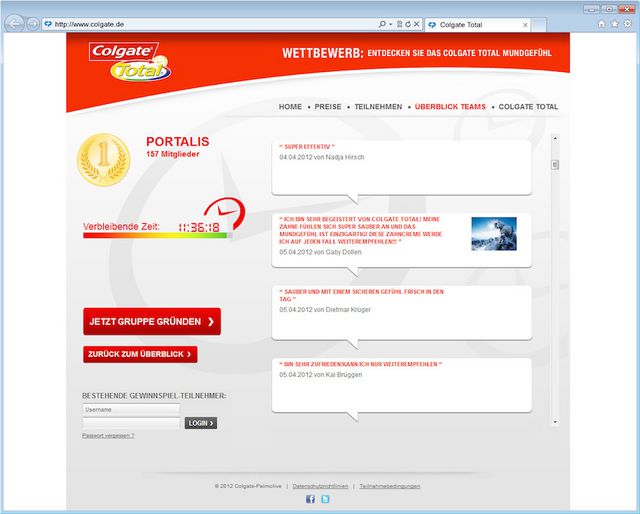 http://www.colgate.de
Colgate Total
Colgate
Total
WETTBEWERB: ENTDECKEN SIE DAS COLGATE TOTAL MUNDGEFÜHL
HOME • PREISE • TEILNEHMEN • ÜBERBLICK TEAMS • COLGATE TOTAL
1
PORTALIS
157 Mitglieder
Verbleibende Zeit: 11:36:18
JETZT GRUPPE GRÜNDEN
ZURÜCK ZUM ÜBERBLICK
BESTEHENDE GEWINNSPIEL-TEILNEHMER:
Username
LOGIN
Passwort vergessen ?
" SUPER EFFEKTIV "
04.04.2012 von Nadja Hirsch
" ICH BIN SEHR BEGEISTERT VON COLGATE TOTAL! MEINE
ZÄHNE FÜHLEN SICH SUPER SAUBER AN UND DAS
MUNDGEFÜHL IST EINZIGARTIG! DIESE ZAHNCREME WERDE
ICH AUF JEDEN FALL WEITEREMPFEHLEN!!! "
05.04.2012 von Gaby Dollen
" SAUBER UND MIT EINEM SICHEREN GEFÜHL FRISCH IN DEN
TAG "
05.04.2012 von Dietmar Krüger
" BIN SEHR ZUFRIEDEN!KANN ICH NUR WEITEREMPFEHLEN "
05.04.2012 von Kai Brüggen
© 2012 Colgate-Palmolive | Datenschutzrichtlinien | Teilnahmebedingungen